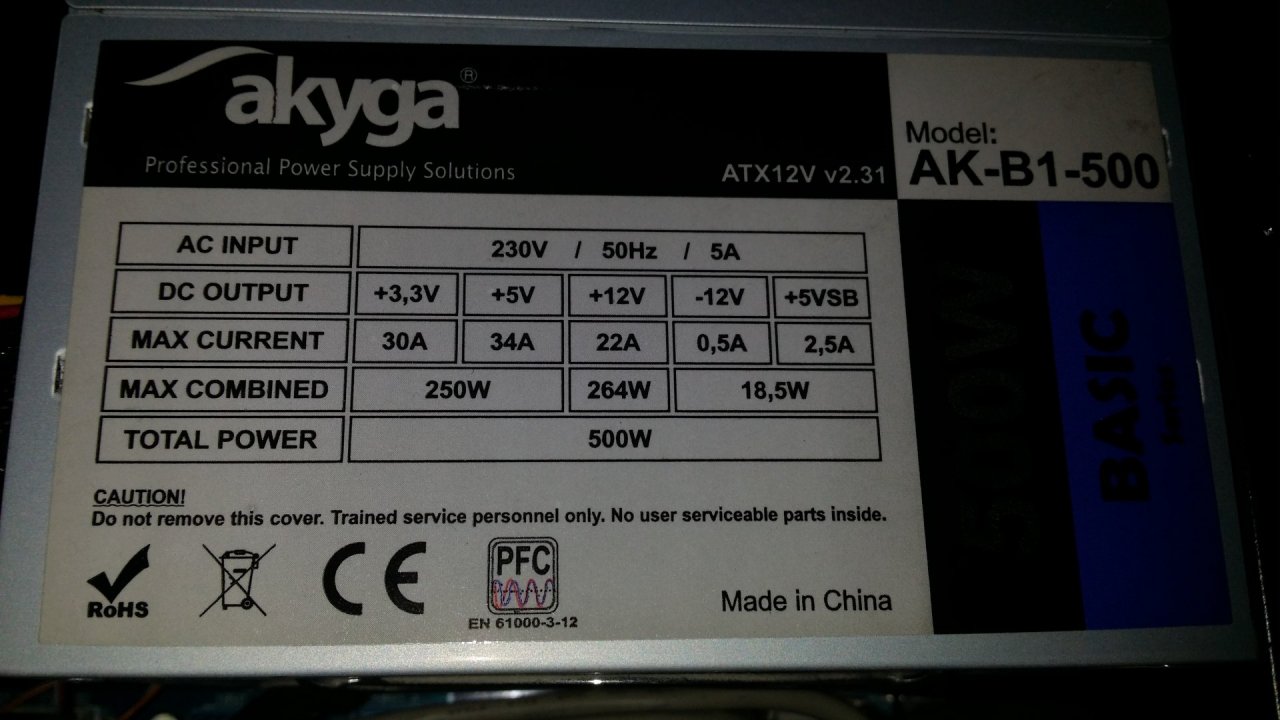 akyga®
Professional Power Supply Solutions
ATX12V v2.31
Model:
AK-B1-500
AC INPUT 230V / 50Hz / 5A
DC OUTPUT +3,3V +5V +12V -12V +5VSB
MAX CURRENT 30A 34A 22A 0,5A 2,5A
MAX COMBINED 250W 264W 18,5W
TOTAL POWER 500W
500W
BASIC
Series
CAUTION!
Do not remove this cover. Trained service personnel only. No user serviceable parts inside.
RoHS
CE
PFC
EN 61000-3-12
Made in China